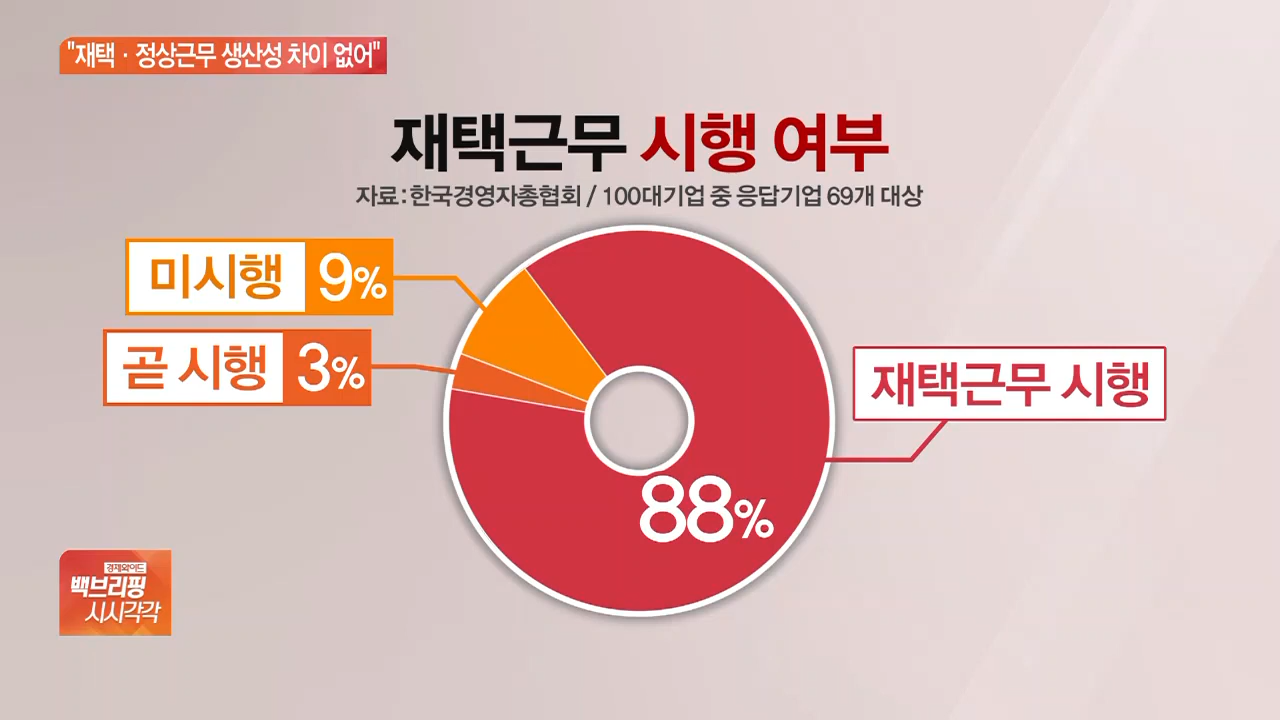 "재택·정상근무 생산성 차이 없어"
재택근무 시행 여부
자료:한국경영자총협회 / 100대기업 중 응답기업 69개 대상
미시행 9%
곧 시행 3%
재택근무 시행
88%
경제와이드
백브리핑
시시각각